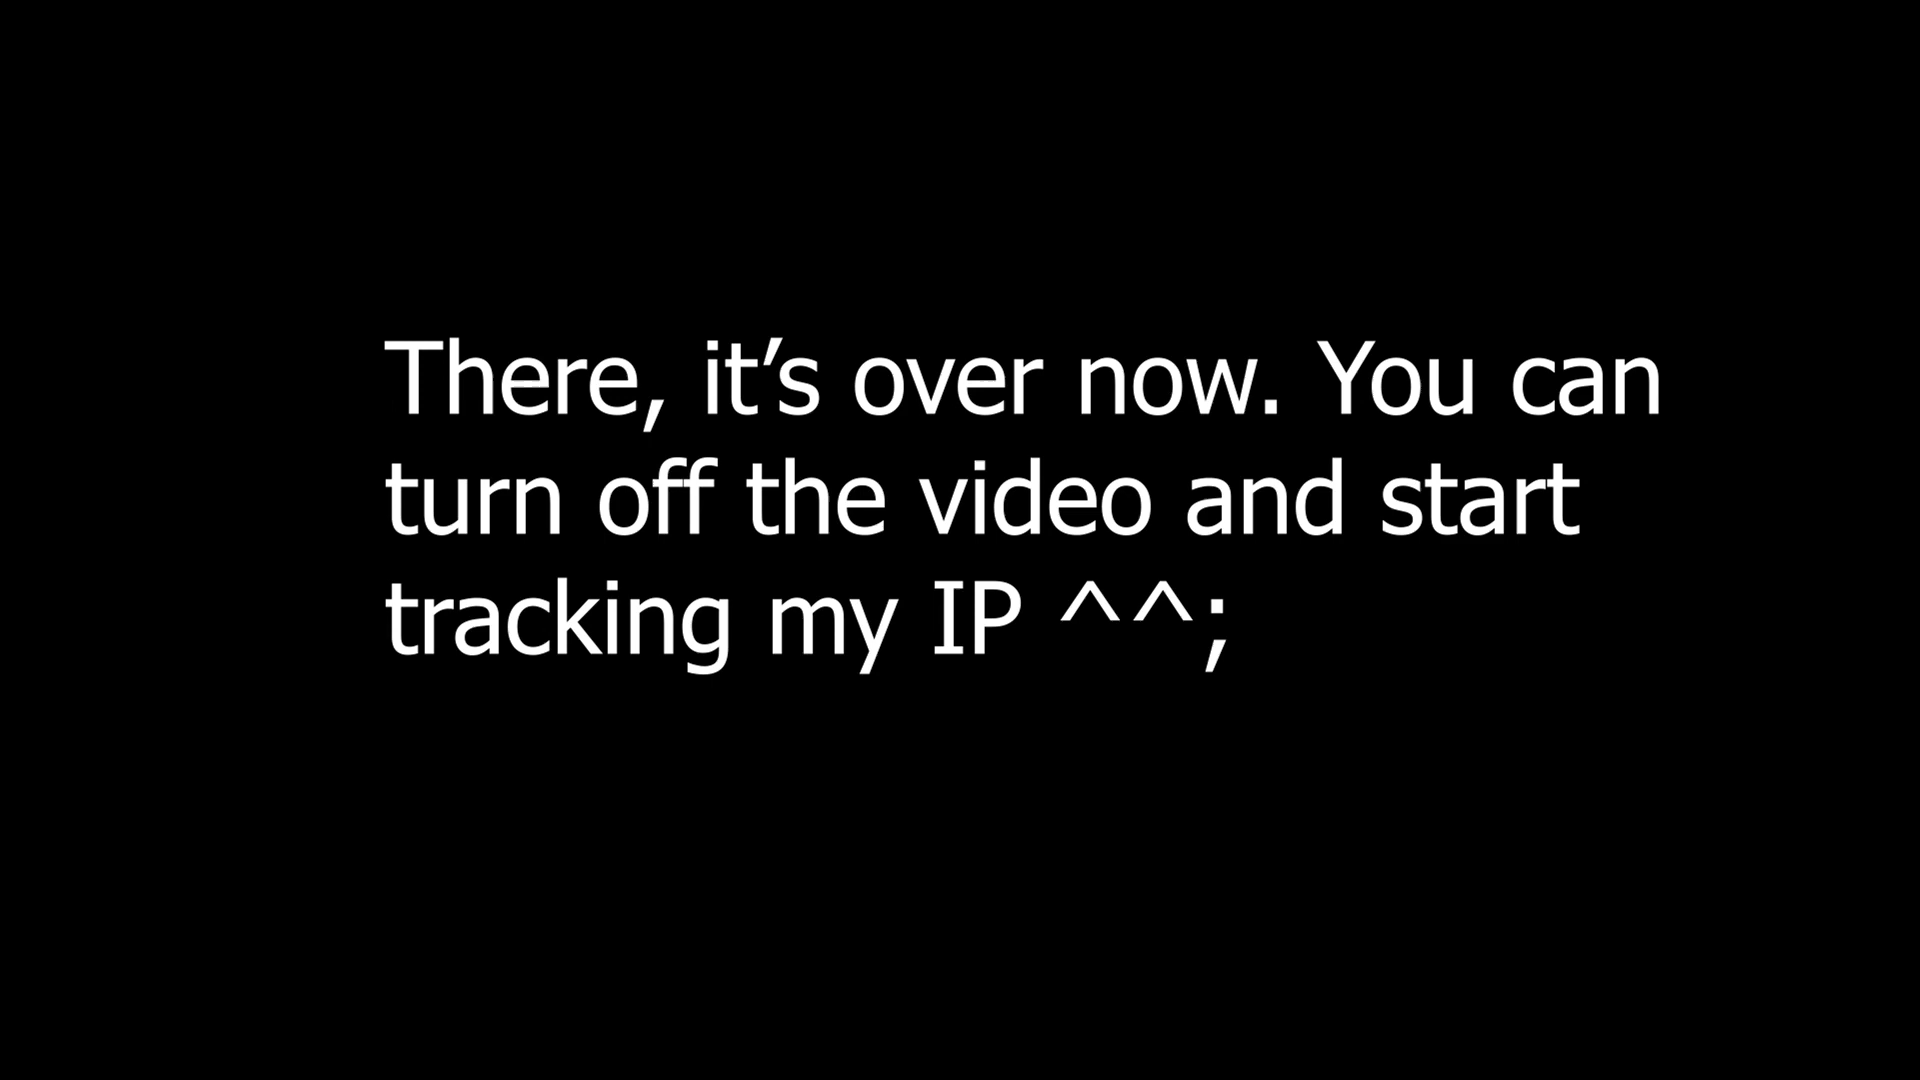 There, it’s over now. You can
turn off the video and start
tracking my IP ^^;